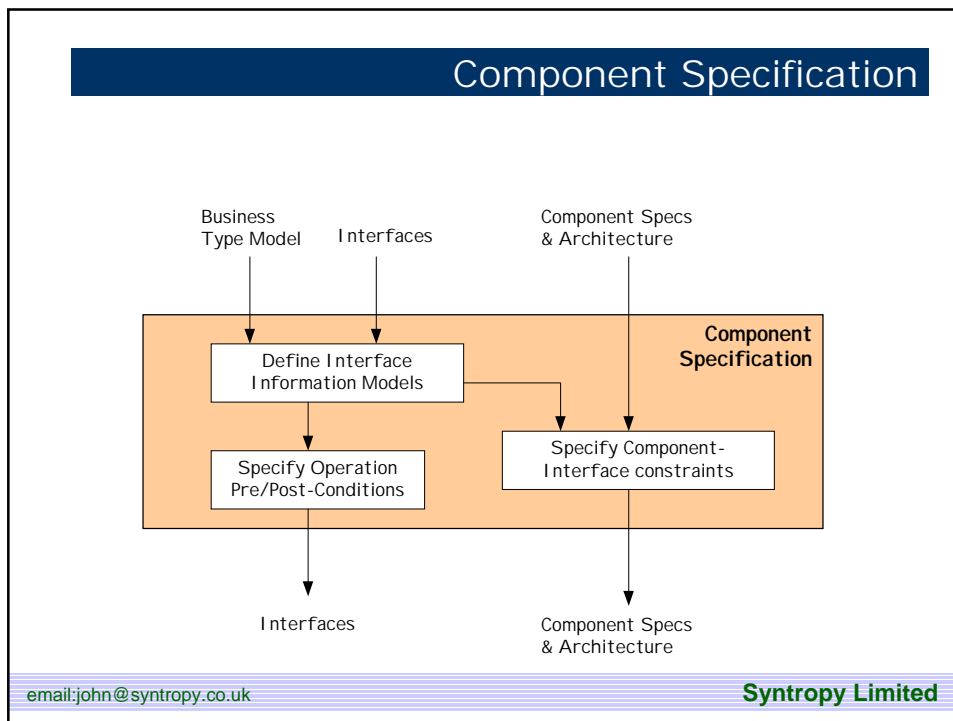 Component Specification
Business
Type Model
Interfaces
Component Specs
& Architecture
Component
Specification
Define Interface
Information Models
Specify Operation
Pre/Post-Conditions
Specify Component-
Interface constraints
Interfaces
Component Specs
& Architecture
email:john@syntropy.co.uk
Syntropy Limited